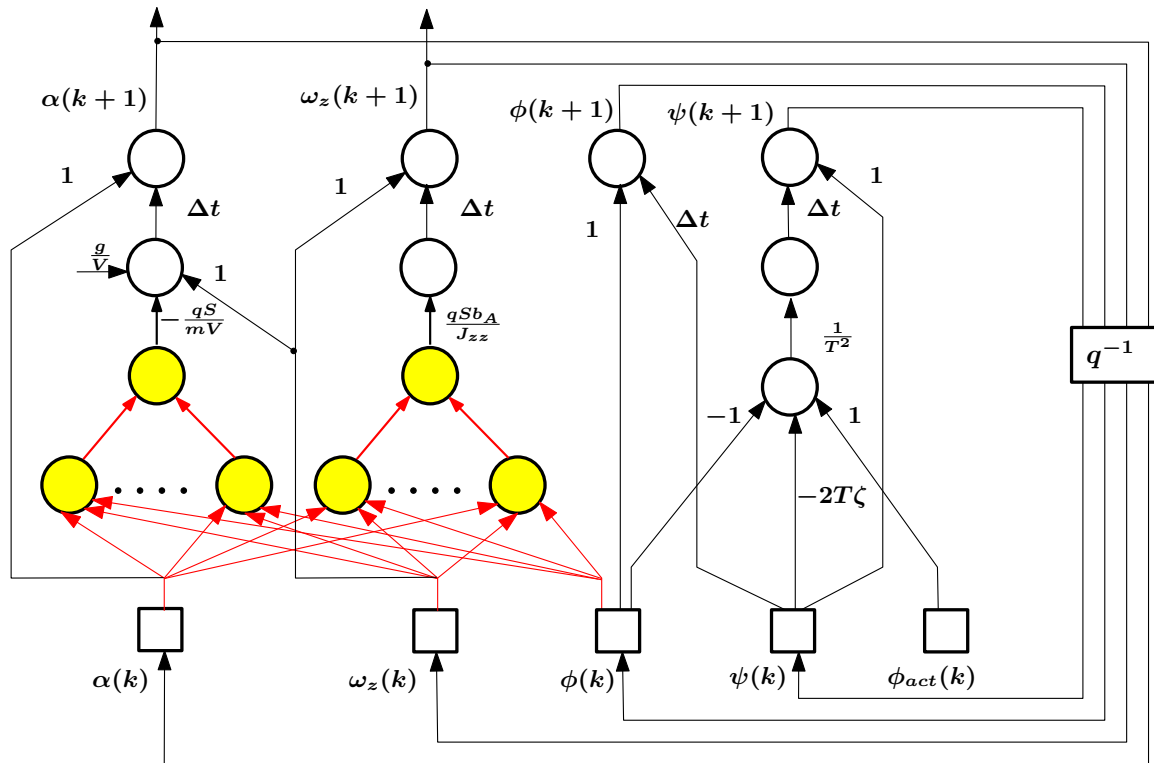 α(k + 1)
ω_z(k + 1)
ϕ(k + 1)
ψ(k + 1)
1
1
1
Δt
Δt
1
Δt
Δt
g/V
1
−qS/mV
qSb_A/J_zz
1/T²
q⁻¹
−1
1
. . . .
. . . .
−2Tζ
α(k)
ω_z(k)
ϕ(k)
ψ(k)
ϕ_act(k)